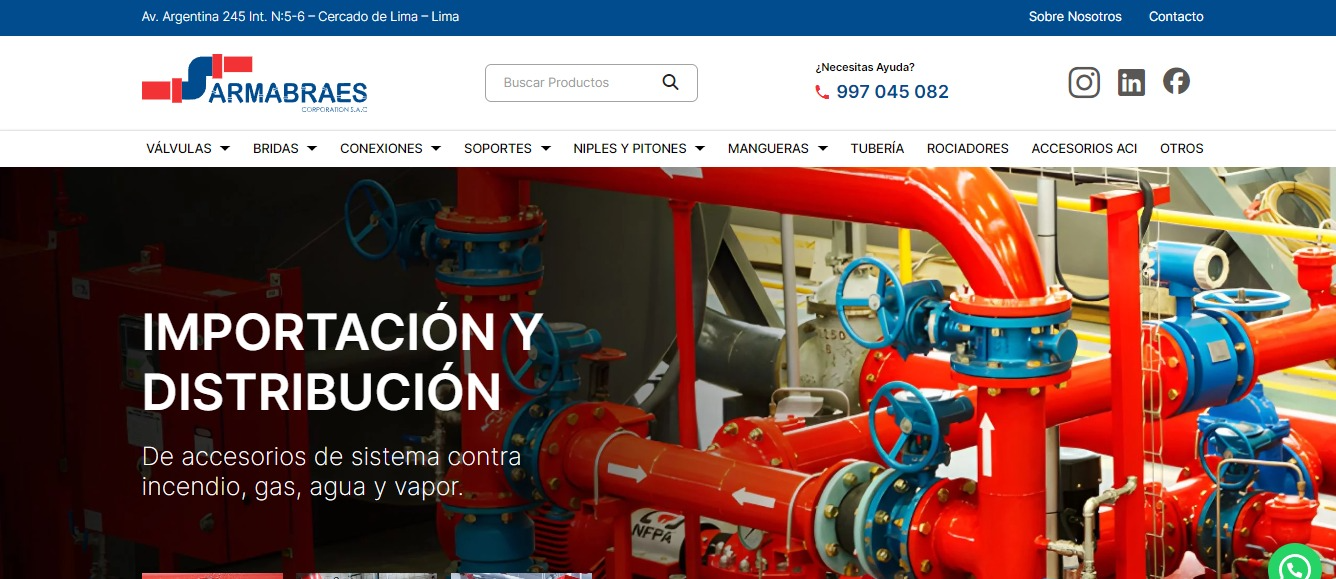 Av. Argentina 245 Int. N:5-6 – Cercado de Lima – Lima
Sobre Nosotros
Contacto
ARMABRAES
CORPORATION S.A.C
Buscar Productos
¿Necesitas Ayuda?
997 045 082
VÁLVULAS
BRIDAS
CONEXIONES
SOPORTES
NIPLES Y PITONES
MANGUERAS
TUBERÍA
ROCIADORES
ACCESORIOS ACI
OTROS
IMPORTACIÓN Y
DISTRIBUCIÓN
De accesorios de sistema contra
incendio, gas, agua y vapor.
NFPA